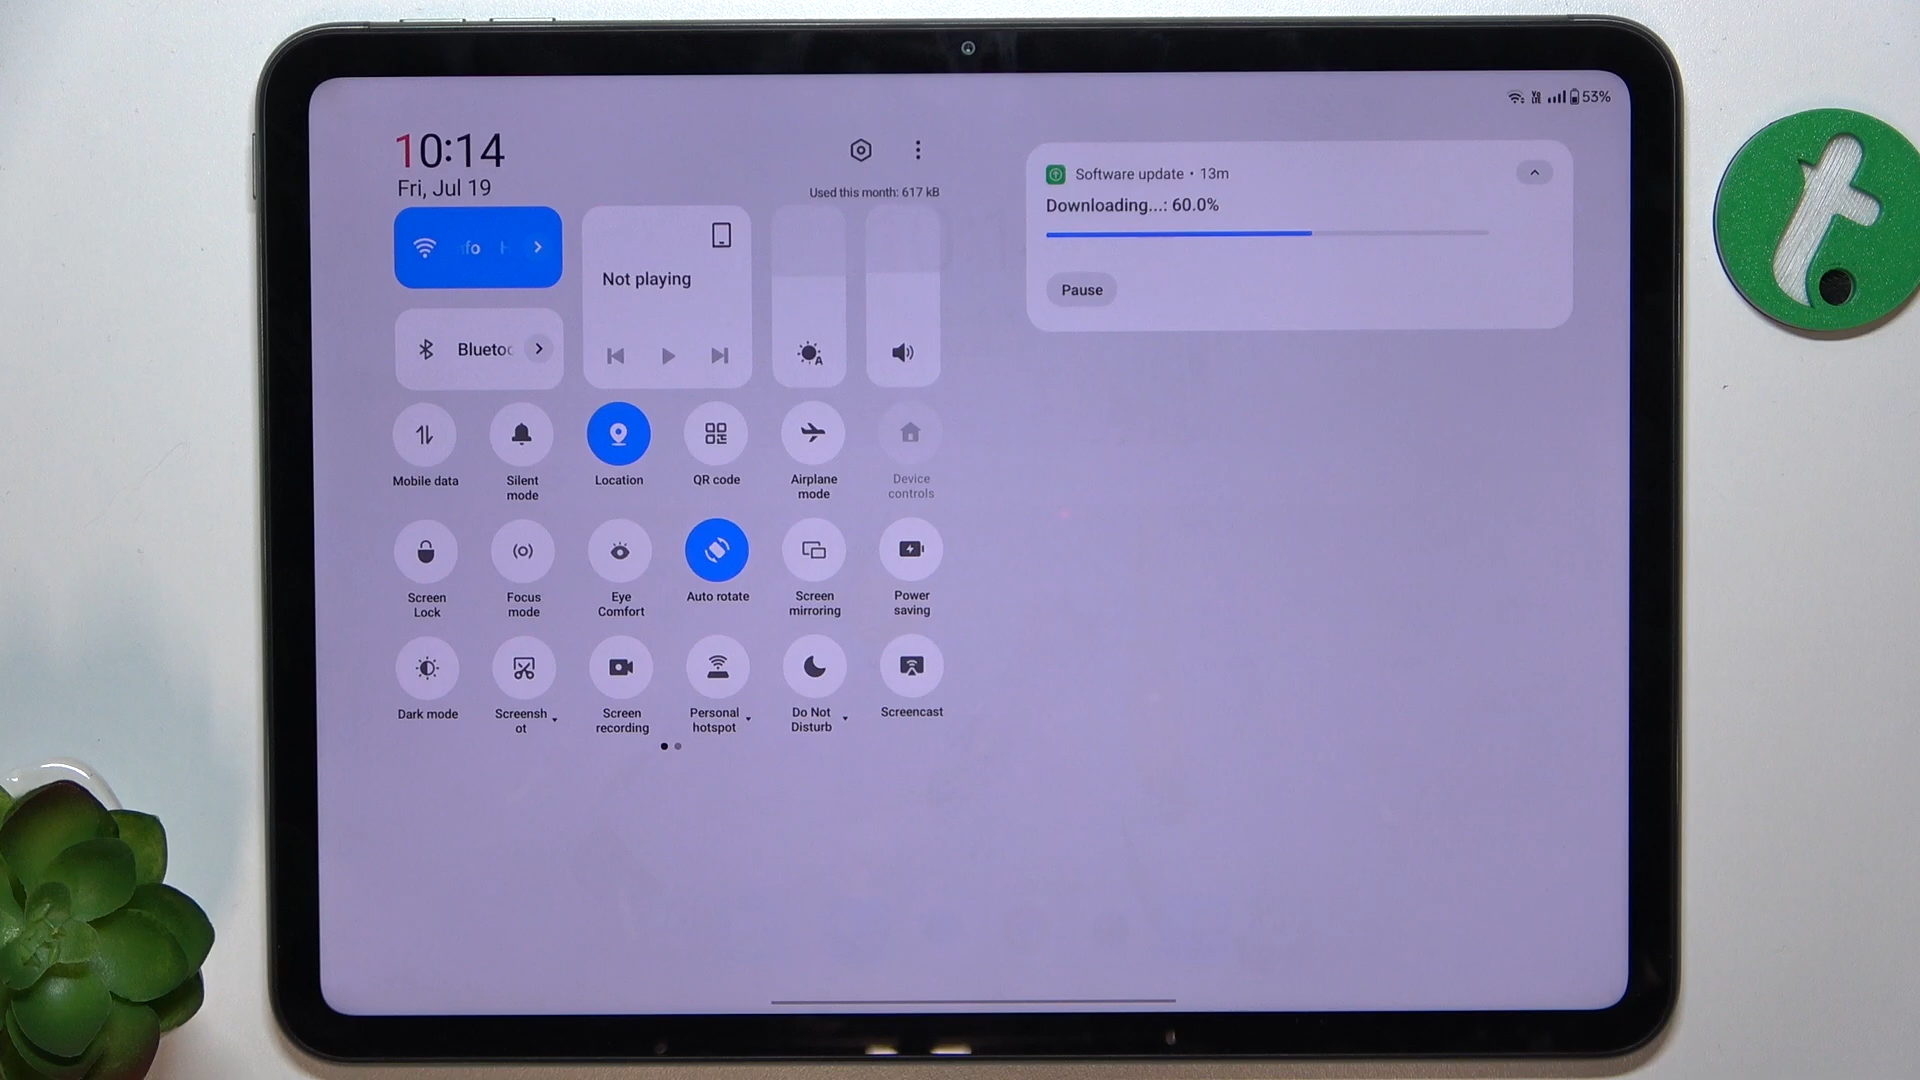 53%
10:14
Fri, Jul 19
Used this month: 617 kB
Software update • 13m
Downloading...: 60.0%
Pause
Not playing
Bluetoc
Mobile data
Silent
mode
Location
QR code
Airplane
mode
Device
controls
Screen
Lock
Focus
mode
Eye
Comfort
Auto rotate
Screen
mirroring
Power
saving
Dark mode
Screensh
ot
Screen
recording
Personal
hotspot
Do Not
Disturb
Screencast